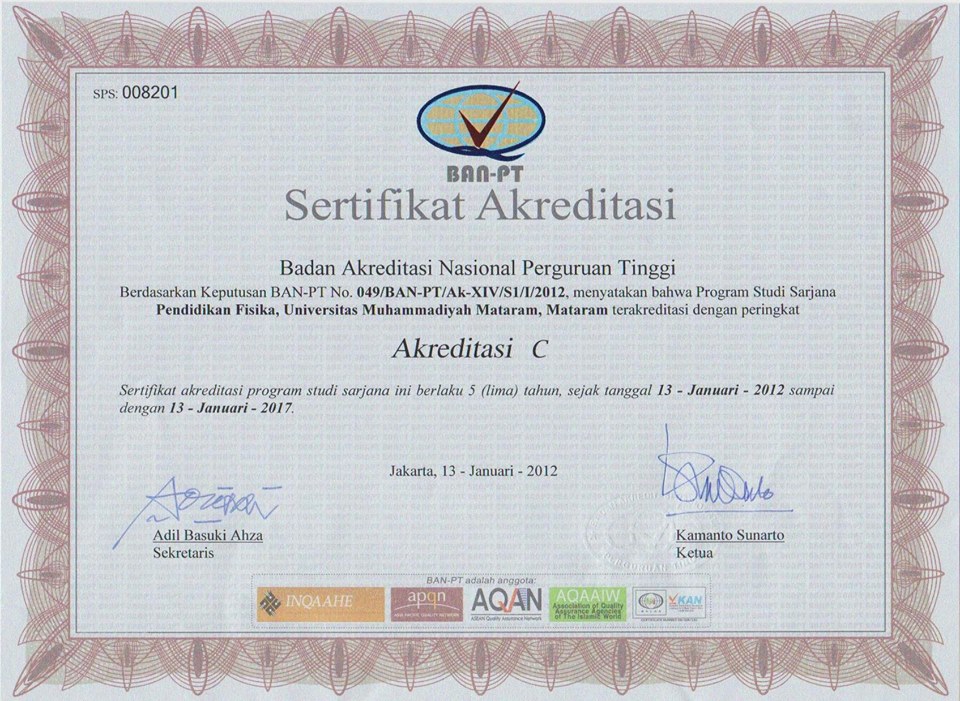 SPS: 008201
BAN-PT
Sertifikat Akreditasi
Badan Akreditasi Nasional Perguruan Tinggi
Berdasarkan Keputusan BAN-PT No. 049/BAN-PT/Ak-XIV/S1/I/2012, menyatakan bahwa Program Studi Sarjana
Pendidikan Fisika, Universitas Muhammadiyah Mataram, Mataram terakreditasi dengan peringkat
Akreditasi C
Sertifikat akreditasi program studi sarjana ini berlaku 5 (lima) tahun, sejak tanggal 13 - Januari - 2012 sampai
dengan 13 - Januari - 2017.
Jakarta, 13 - Januari - 2012
Adil Basuki Ahza
Sekretaris
Kamanto Sunarto
Ketua
BAN-PT adalah anggota:
INQAAHE
apqn
AQAN
ASEAN Quality Assurance Network
AQAAIW
Association of Quality
Assurance Agencies
of The Islamic World
KAN